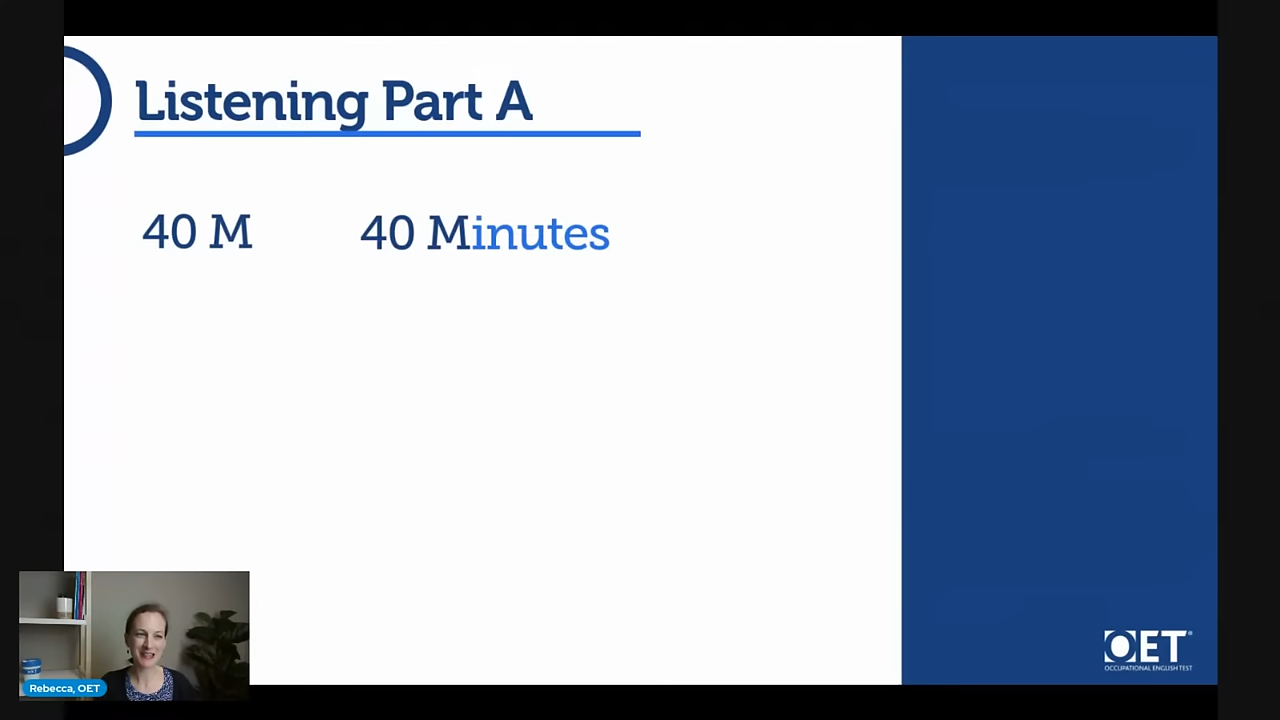 Listening Part A
40 M
40 Minutes
Rebecca, OET
OET®
OCCUPATIONAL ENGLISH TEST